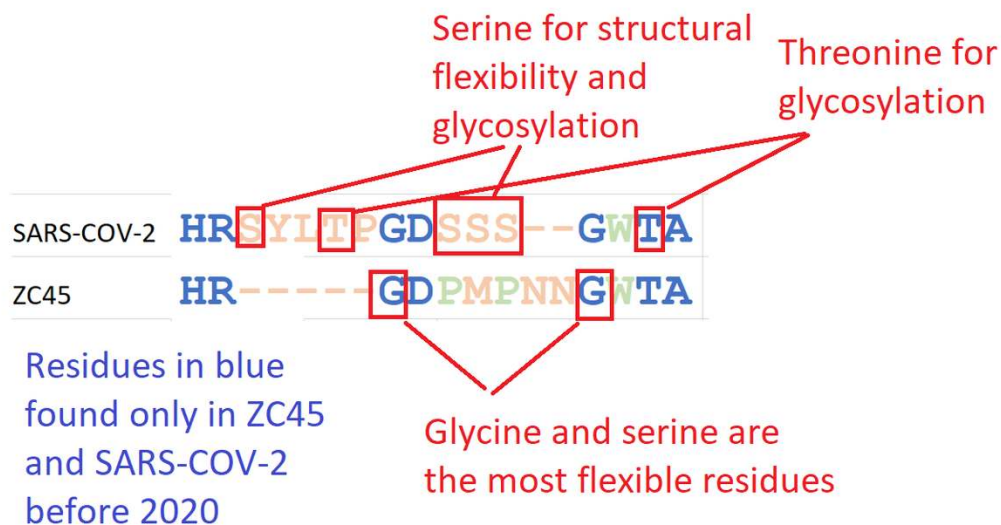 Serine for structural
flexibility and
glycosylation
Threonine for
glycosylation
SARS-COV-2 HRSYLTPGDSSS--GWTA
ZC45 HR------GDPMPNNGWTA
Residues in blue
found only in ZC45
and SARS-COV-2
before 2020
Glycine and serine are
the most flexible residues